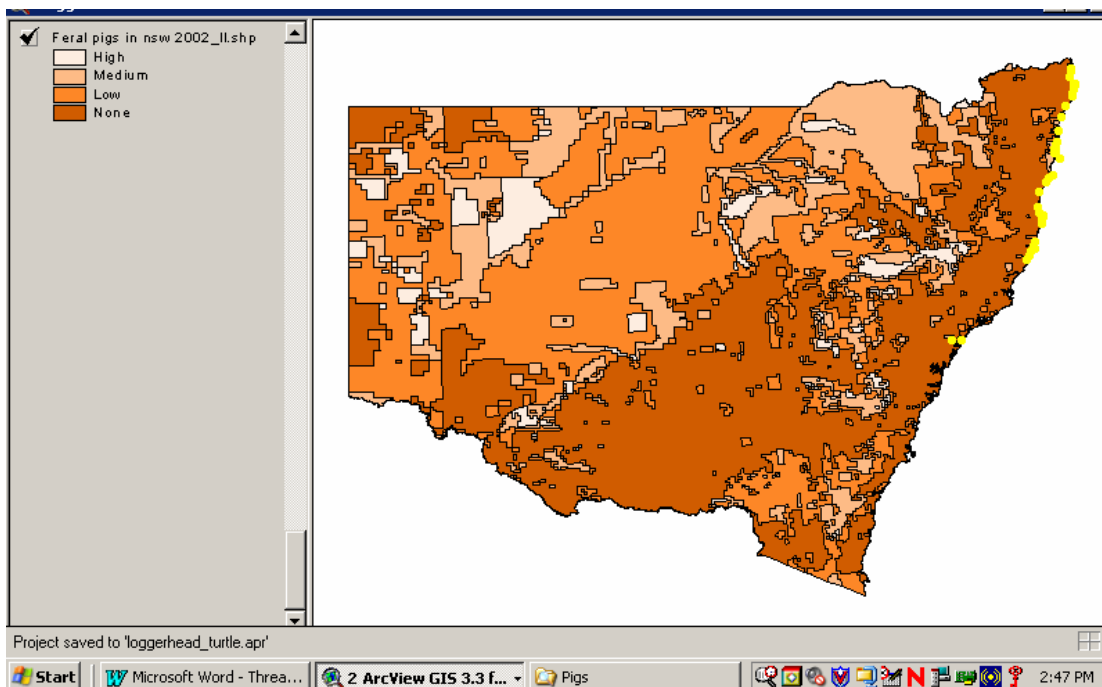 Feral pigs in nsw 2002_ll.shp
High
Medium
Low
None
Project saved to 'loggerhead_turtle.apr'
Start
Microsoft Word - Threa...
2 ArcView GIS 3.3 f...
Pigs
2:47 PM